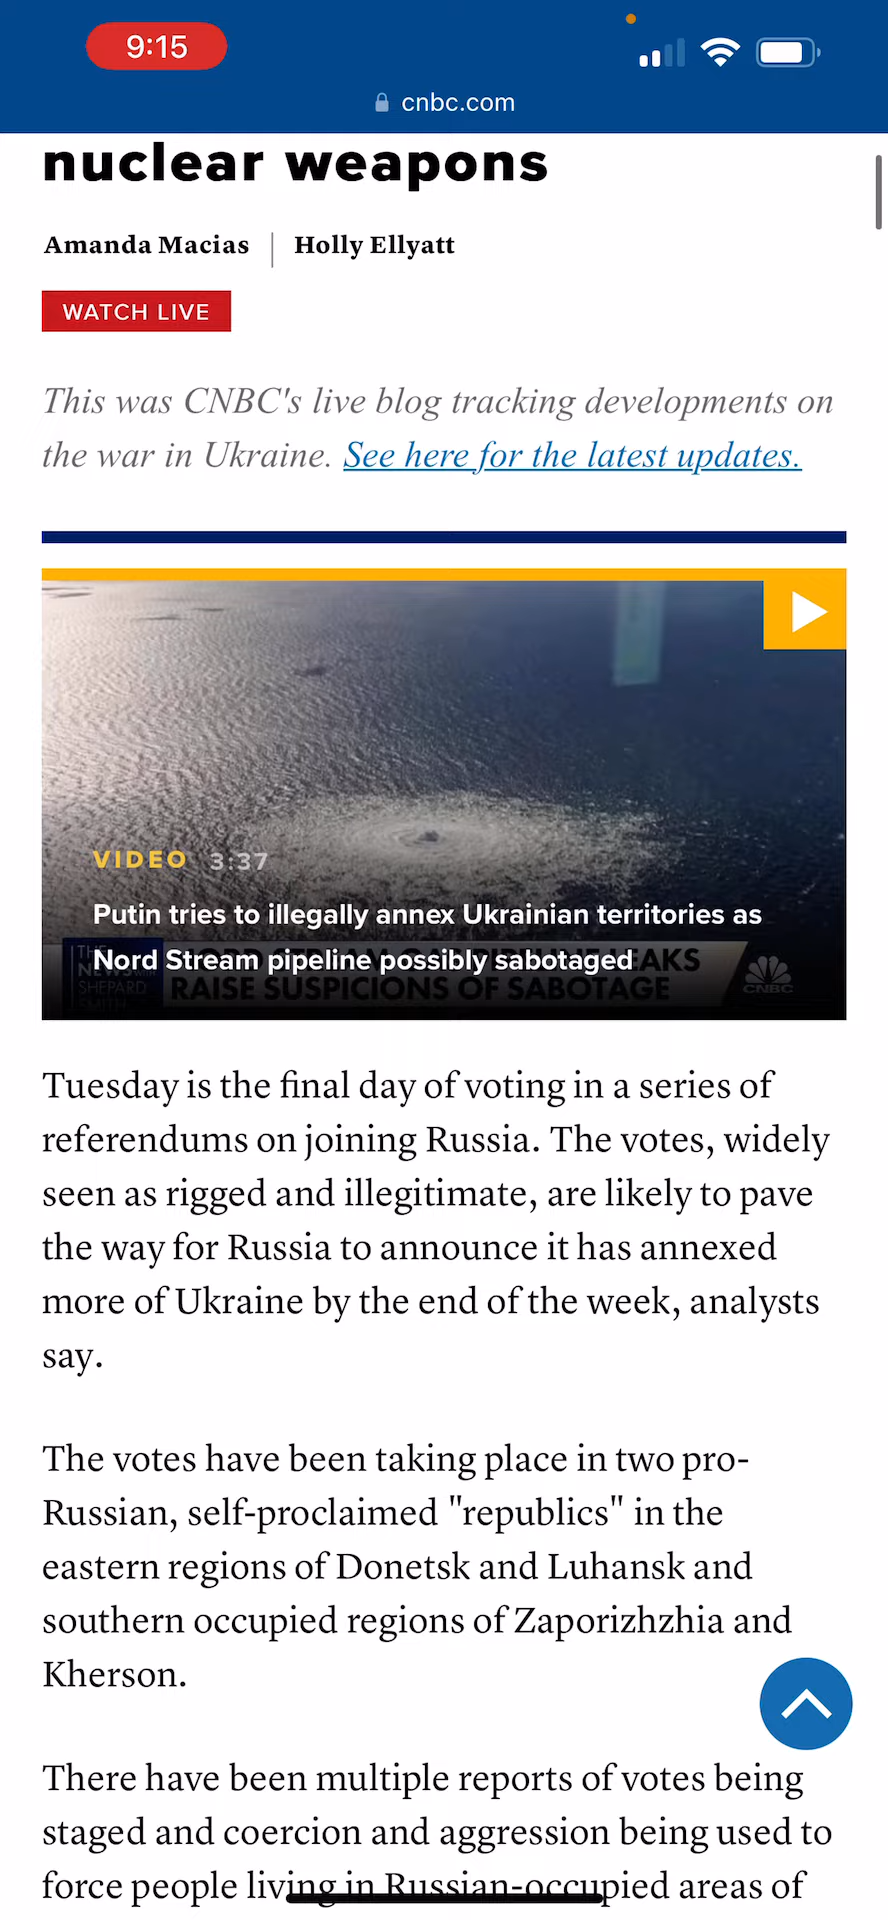 9:15
cnbc.com
nuclear weapons
Amanda Macias | Holly Ellyatt
WATCH LIVE
This was CNBC's live blog tracking developments on
the war in Ukraine. See here for the latest updates.
VIDEO 3:37
Putin tries to illegally annex Ukrainian territories as
Nord Stream pipeline possibly sabotaged
THE
NEWS WITH
SHEPARD
SMITH
LEAKS
RAISE SUSPICIONS OF SABOTAGE
CNBC
Tuesday is the final day of voting in a series of
referendums on joining Russia. The votes, widely
seen as rigged and illegitimate, are likely to pave
the way for Russia to announce it has annexed
more of Ukraine by the end of the week, analysts
say.
The votes have been taking place in two pro-
Russian, self-proclaimed "republics" in the
eastern regions of Donetsk and Luhansk and
southern occupied regions of Zaporizhzhia and
Kherson.
There have been multiple reports of votes being
staged and coercion and aggression being used to
force people living in Russian-occupied areas of